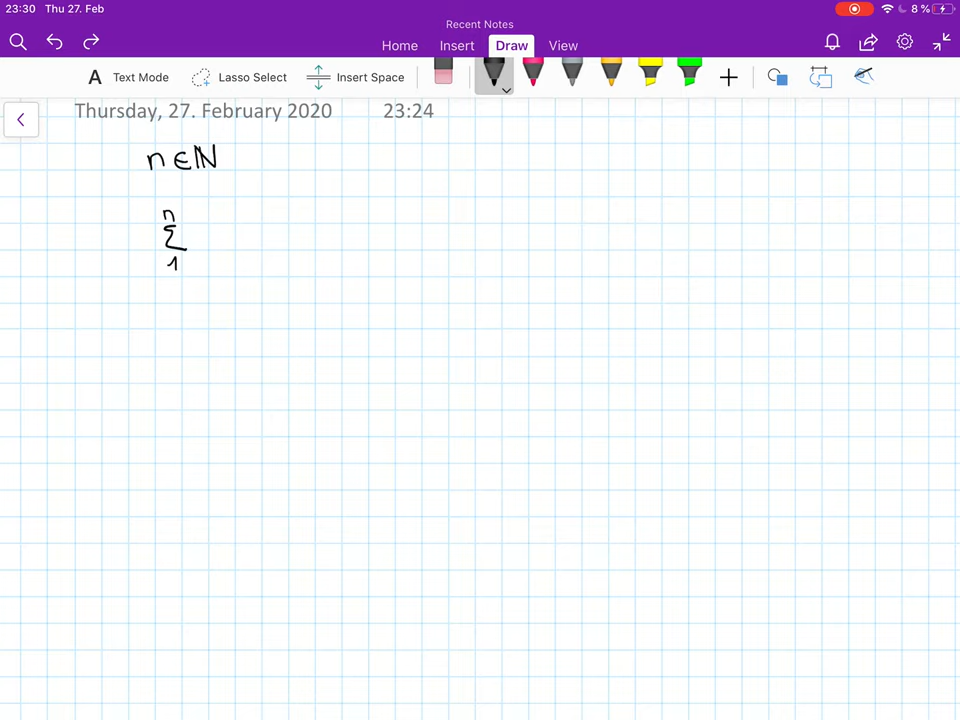 23:30 Thu 27. Feb 8 %
Recent Notes
Home Insert Draw View
A Text Mode Lasso Select Insert Space
Thursday, 27. February 2020 23:24
n ∈ ℕ
n
Σ
1